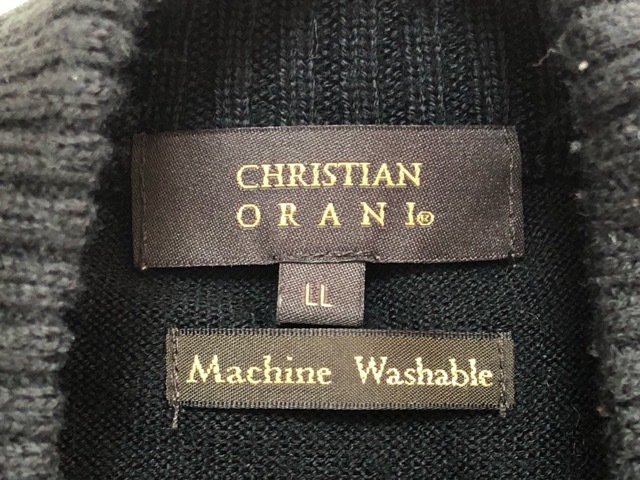 CHRISTIAN
ORANI®
LL
Machine Washable